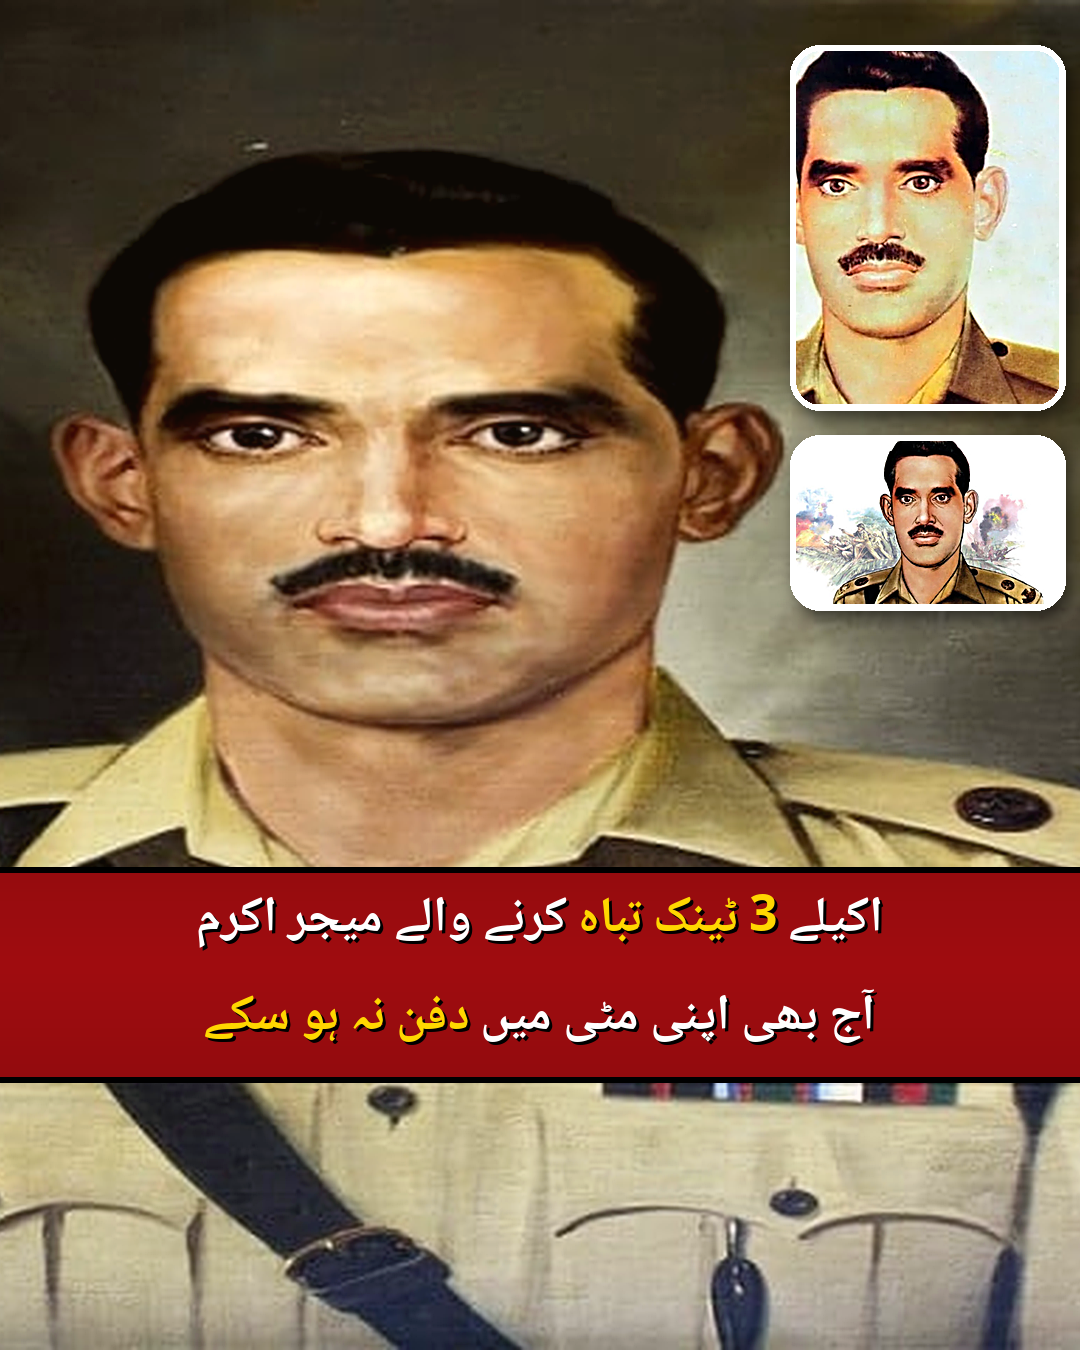 اکیلے 3 ٹینک تباہ کرنے والے میجر اکرم
آج بھی اپنی مٹی میں دفن نہ ہو سکے